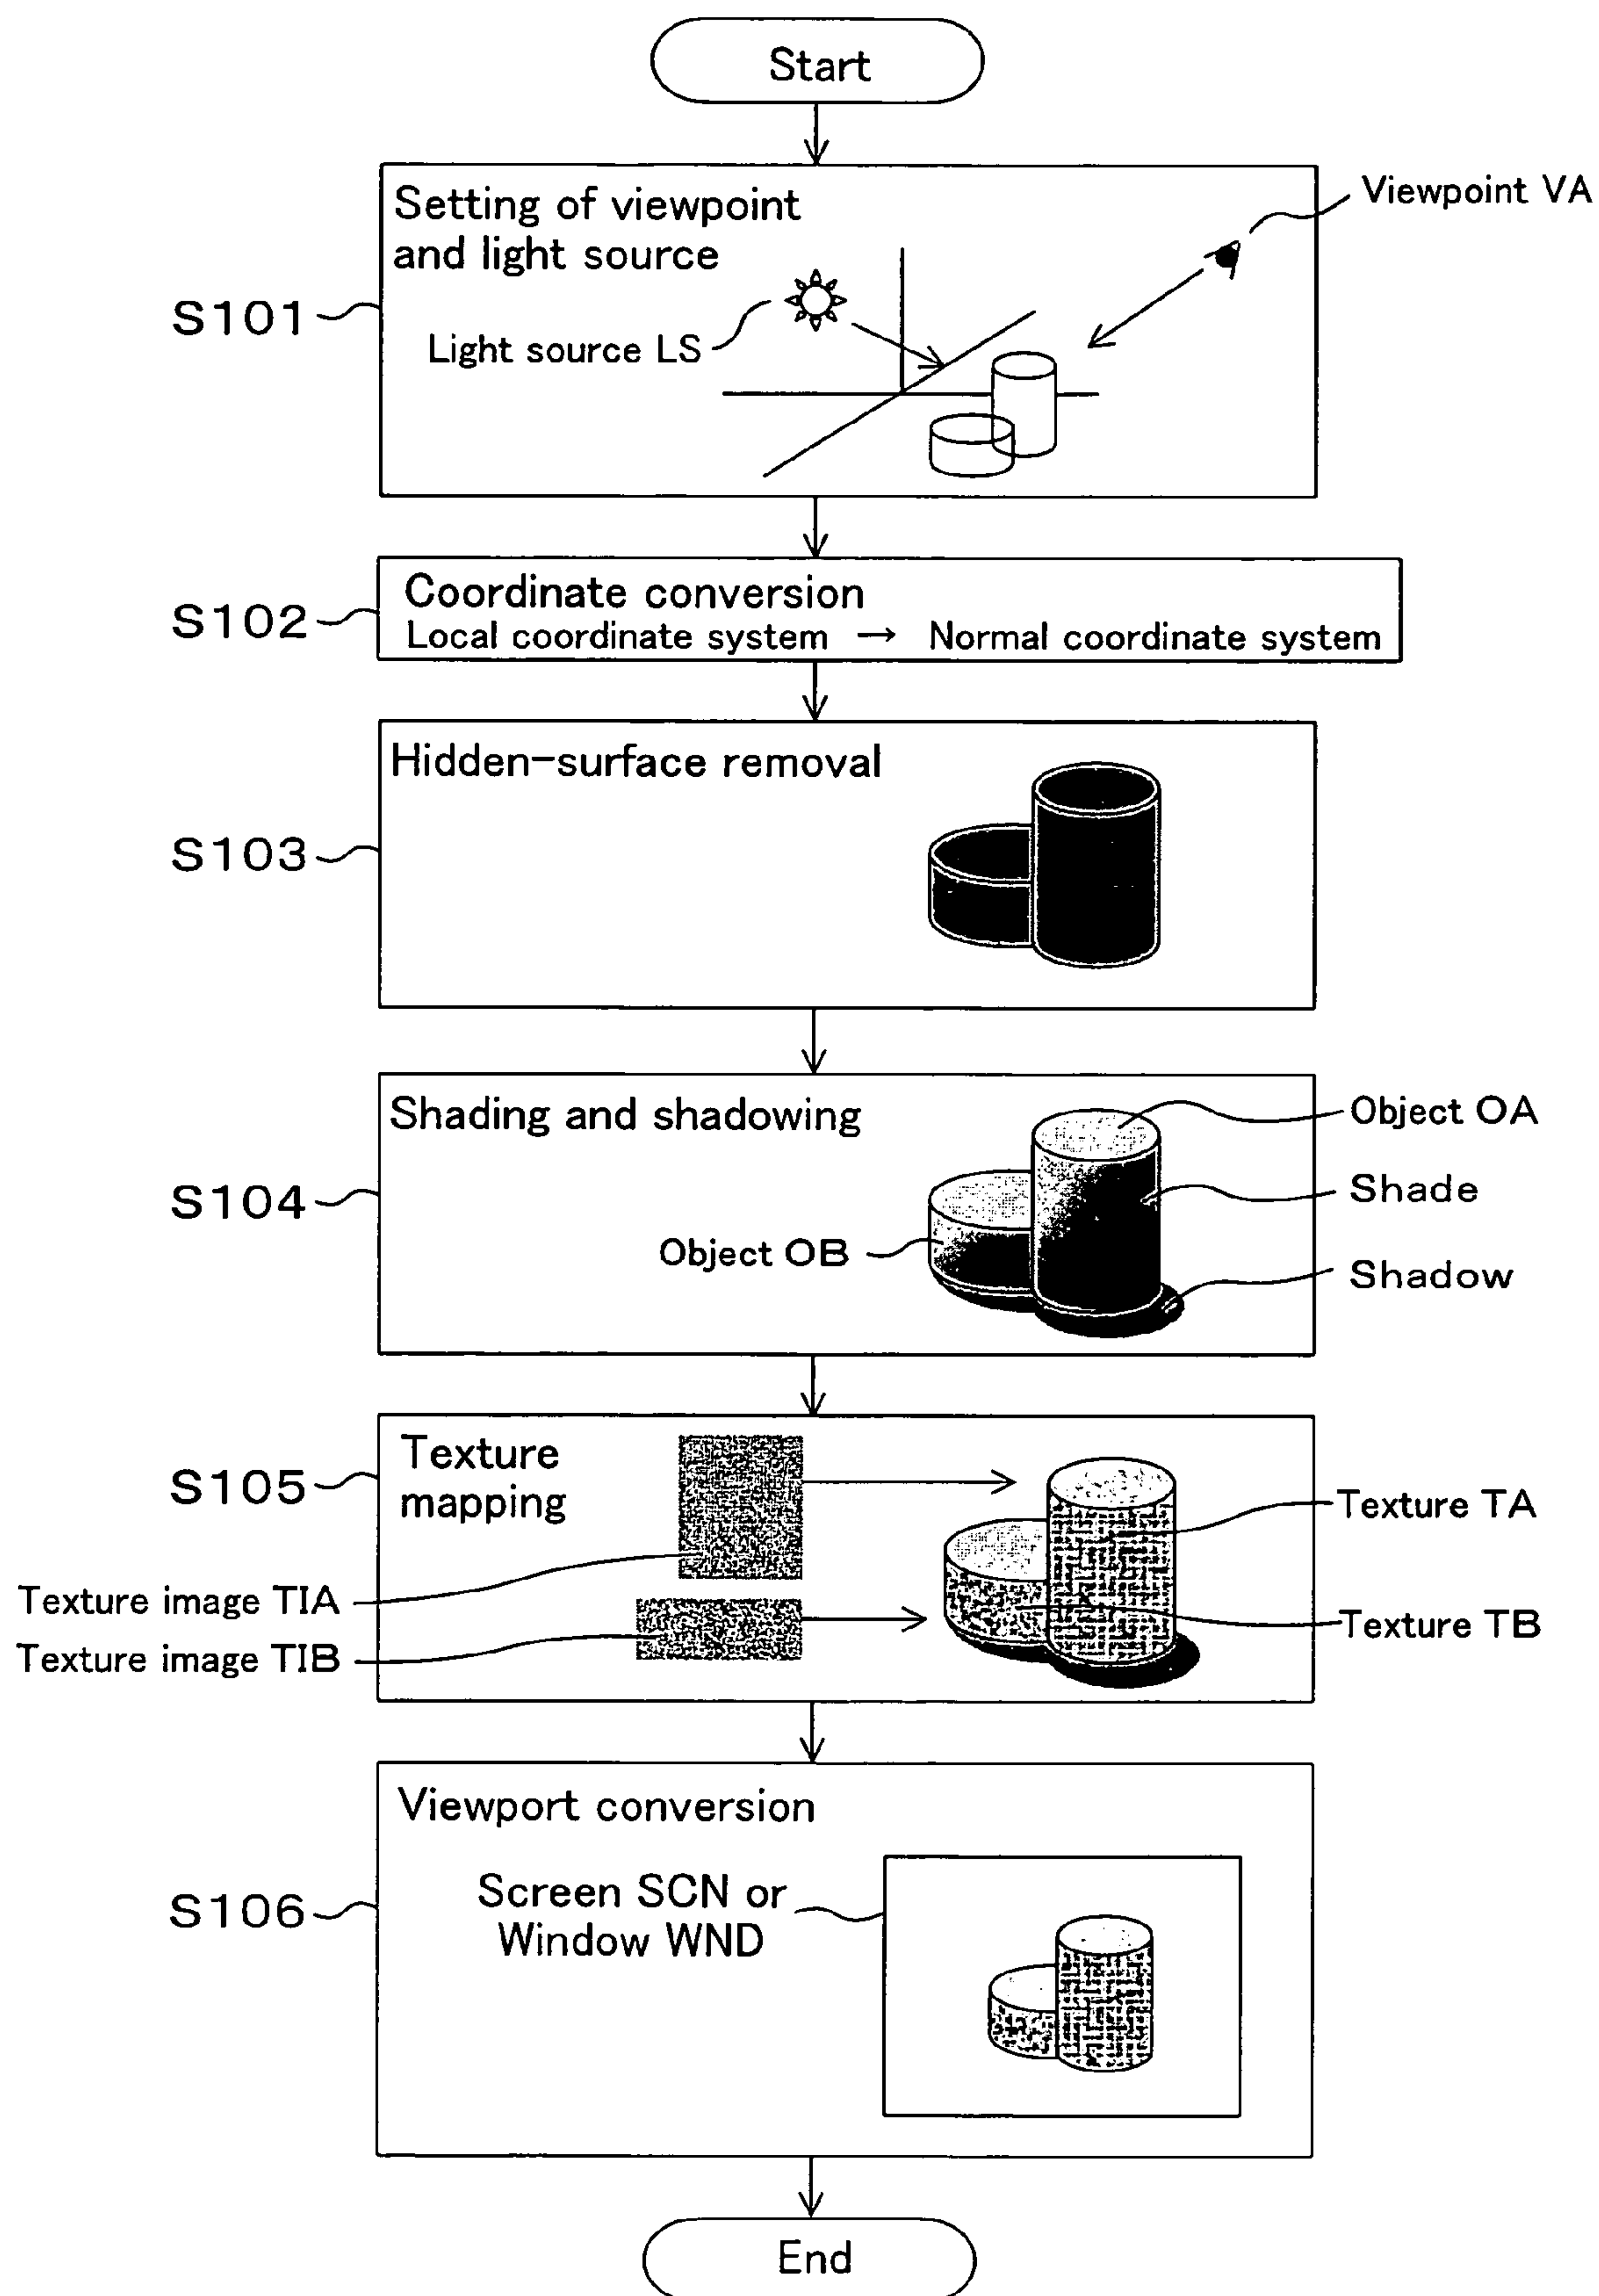 Start
Setting of viewpoint
and light source
Viewpoint VA
S101
Light source LS
S102
Coordinate conversion
Local coordinate system → Normal coordinate system
Hidden-surface removal
S103
Shading and shadowing
Object OA
S104
Shade
Object OB
Shadow
Texture
mapping
S105
Texture TA
Texture image TIA
Texture TB
Texture image TIB
Viewport conversion
S106
Screen SCN or
Window WND
End